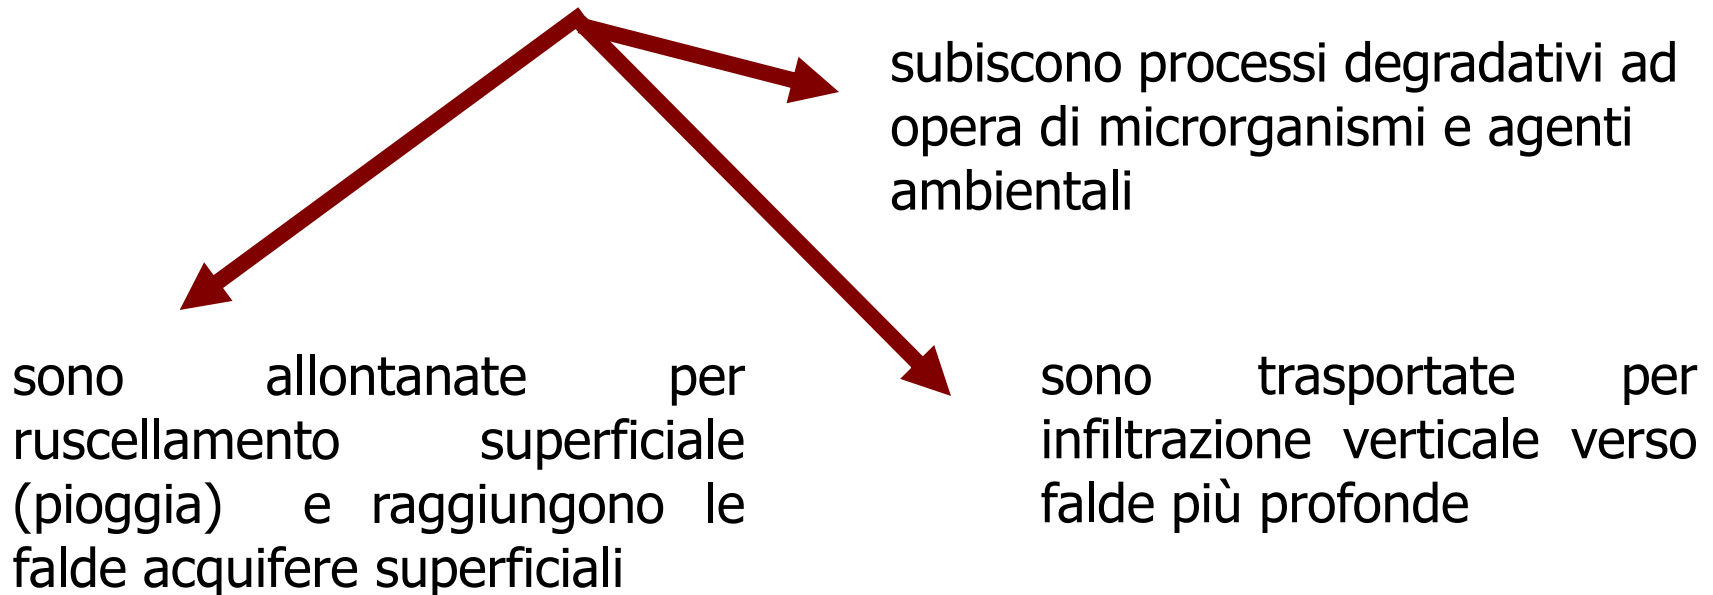 subiscono processi degradativi ad
opera di microrganismi e agenti
ambientali
sono allontanate per
ruscellamento superficiale
(pioggia) e raggiungono le
falde acquifere superficiali
sono trasportate per
infiltrazione verticale verso
falde più profonde